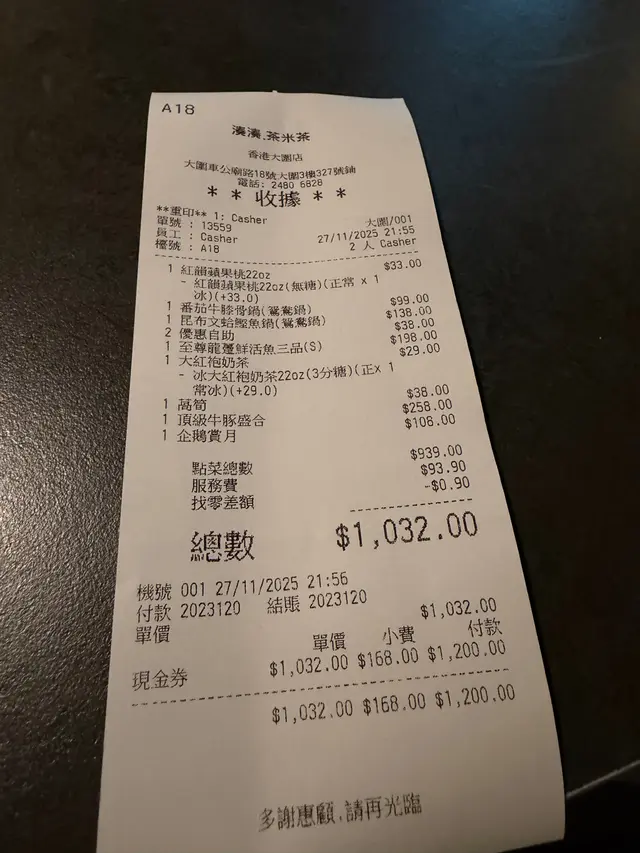 A18
湊湊.茶米茶
香港大圍店
大圍車公廟路18號大圍3樓327號鋪
電話: 2480 6828
* * 收據 * *
**重印** 1: Casher
單號 : 13559 大圍/001
員工 : Casher 27/11/2025 21:55
檯號 : A18 2 人 Casher
1 紅韻蘋果桃22oz $33.00
- 紅韻蘋果桃22oz(無糖)(正常 x 1
冰)(+33.0)
1 番茄牛膝骨鍋(鴛鴦鍋) $99.00
1 昆布文蛤鰹魚鍋(鴛鴦鍋) $138.00
2 優惠自助 $38.00
1 至尊龍躉鮮活魚三品(S) $198.00
1 大紅袍奶茶 $29.00
- 冰大紅袍奶茶22oz(3分糖)(正x 1
常冰)(+29.0)
1 萵筍 $38.00
1 頂級牛豚盛合 $258.00
1 企鵝賞月 $108.00
點菜總數 $939.00
服務費 $93.90
找零差額 -$0.90
總數 $1,032.00
機號 001 27/11/2025 21:56
付款 2023120 結賬 2023120
單價 $1,032.00
單價 小費 付款
現金券 $1,032.00 $168.00 $1,200.00
$1,032.00 $168.00 $1,200.00
多謝惠顧,請再光臨